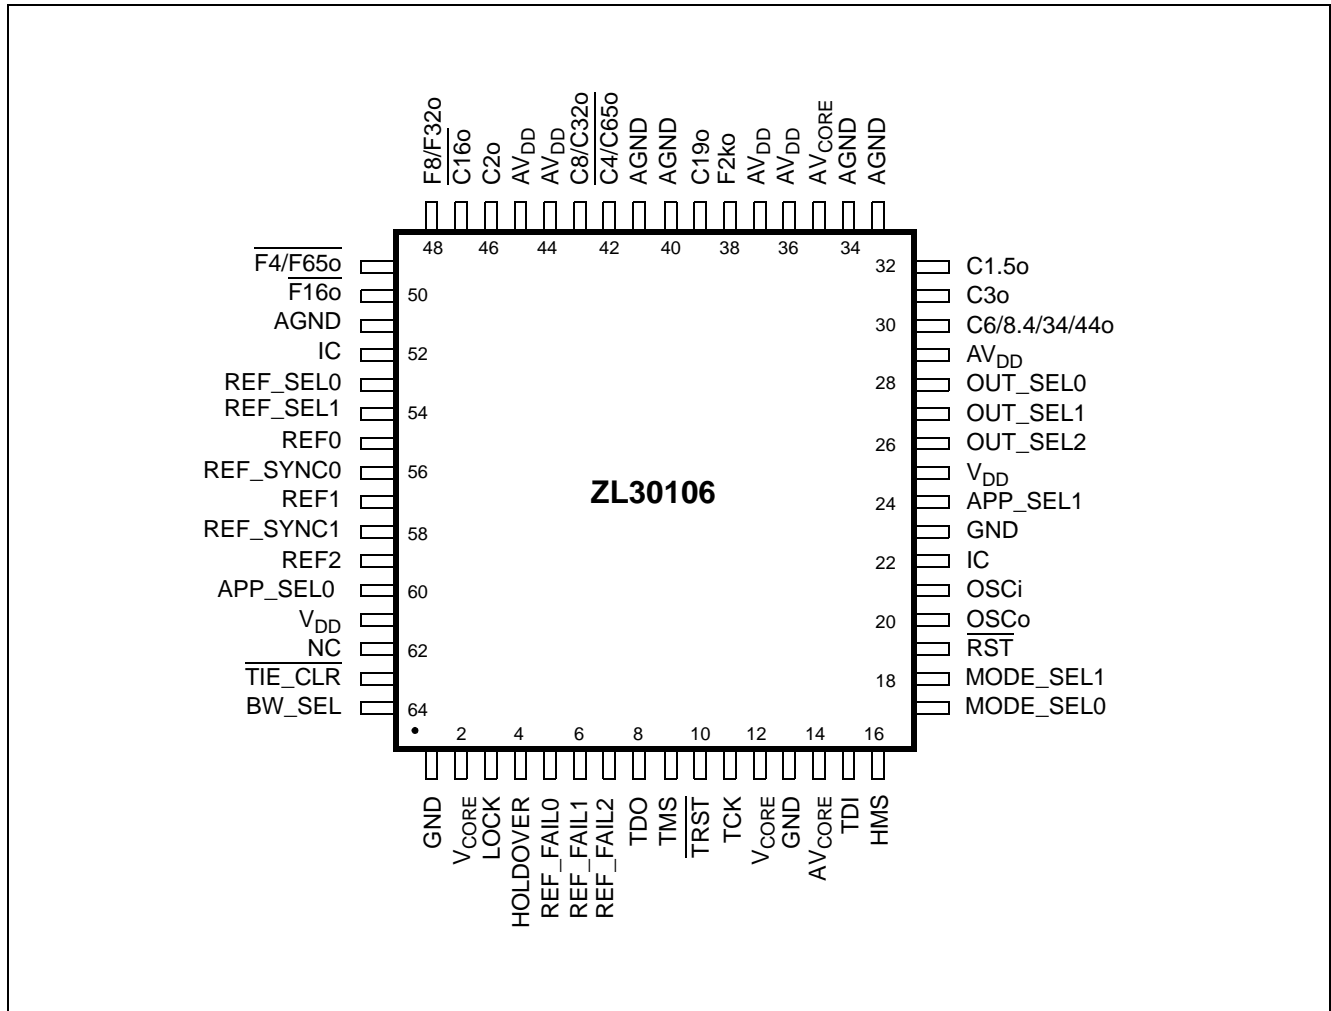 F8/F32o
C16o
C2o
AVDD
AVDD
C8/C32o
C4/C65o
AGND
AGND
C19o
F2ko
AVDD
AVDD
AVCORE
AGND
AGND
48 46 44 42 40 38 36 34
F4/F65o
F16o
AGND
IC
REF_SEL0
REF_SEL1
REF0
REF_SYNC0
REF1
REF_SYNC1
REF2
APP_SEL0
VDD
NC
TIE_CLR
BW_SEL
50
52
54
56
58
60
62
64
ZL30106
32
30
28
26
24
22
20
18
C1.5o
C3o
C6/8.4/34/44o
AVDD
OUT_SEL0
OUT_SEL1
OUT_SEL2
VDD
APP_SEL1
GND
IC
OSCi
OSCo
RST
MODE_SEL1
MODE_SEL0
2 4 6 8 10 12 14 16
GND
VCORE
LOCK
HOLDOVER
REF_FAIL0
REF_FAIL1
REF_FAIL2
TDO
TMS
TRST
TCK
VCORE
GND
AVCORE
TDI
HMS